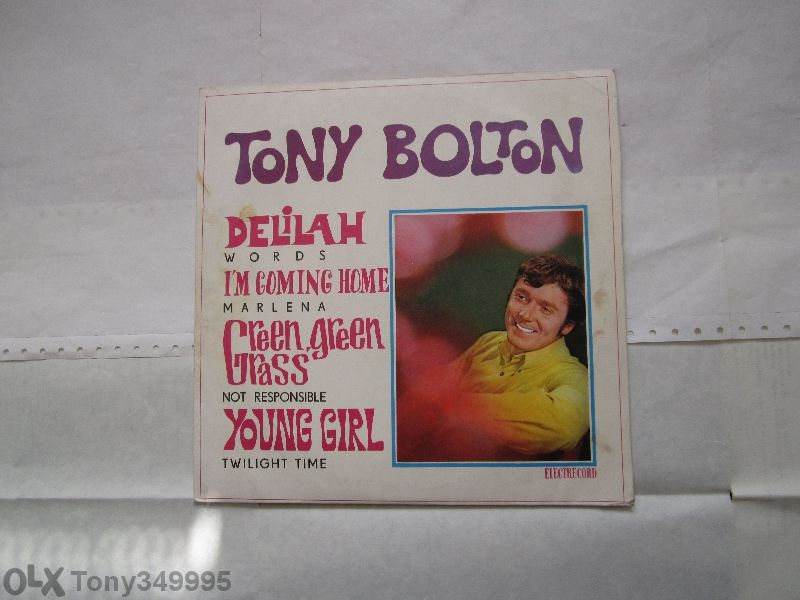 TONY BOLTON
DELILAH
WORDS
I'M COMING HOME
MARLENA
Green, green
Grass
NOT RESPONSIBLE
YOUNG GIRL
TWILIGHT TIME
ELECTRECORD
OLX Tony349995